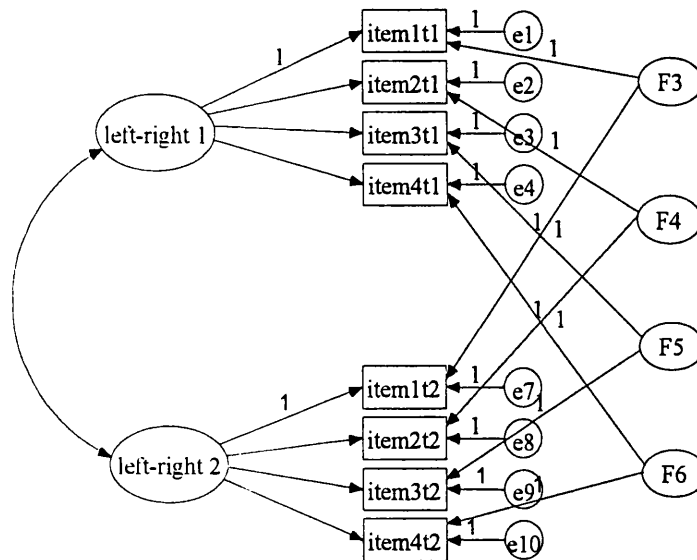 item1t1 1 e1
1 1
item2t1 1 e2 F3
left-right 1 item3t1 1 e3 1
item4t1 1 e4
F4
1 1
1 1
F5
item1t2 1 e7
1
item2t2 1 e8 1
left-right 2 item3t2 1 e9 1 F6
item4t2 1 e10